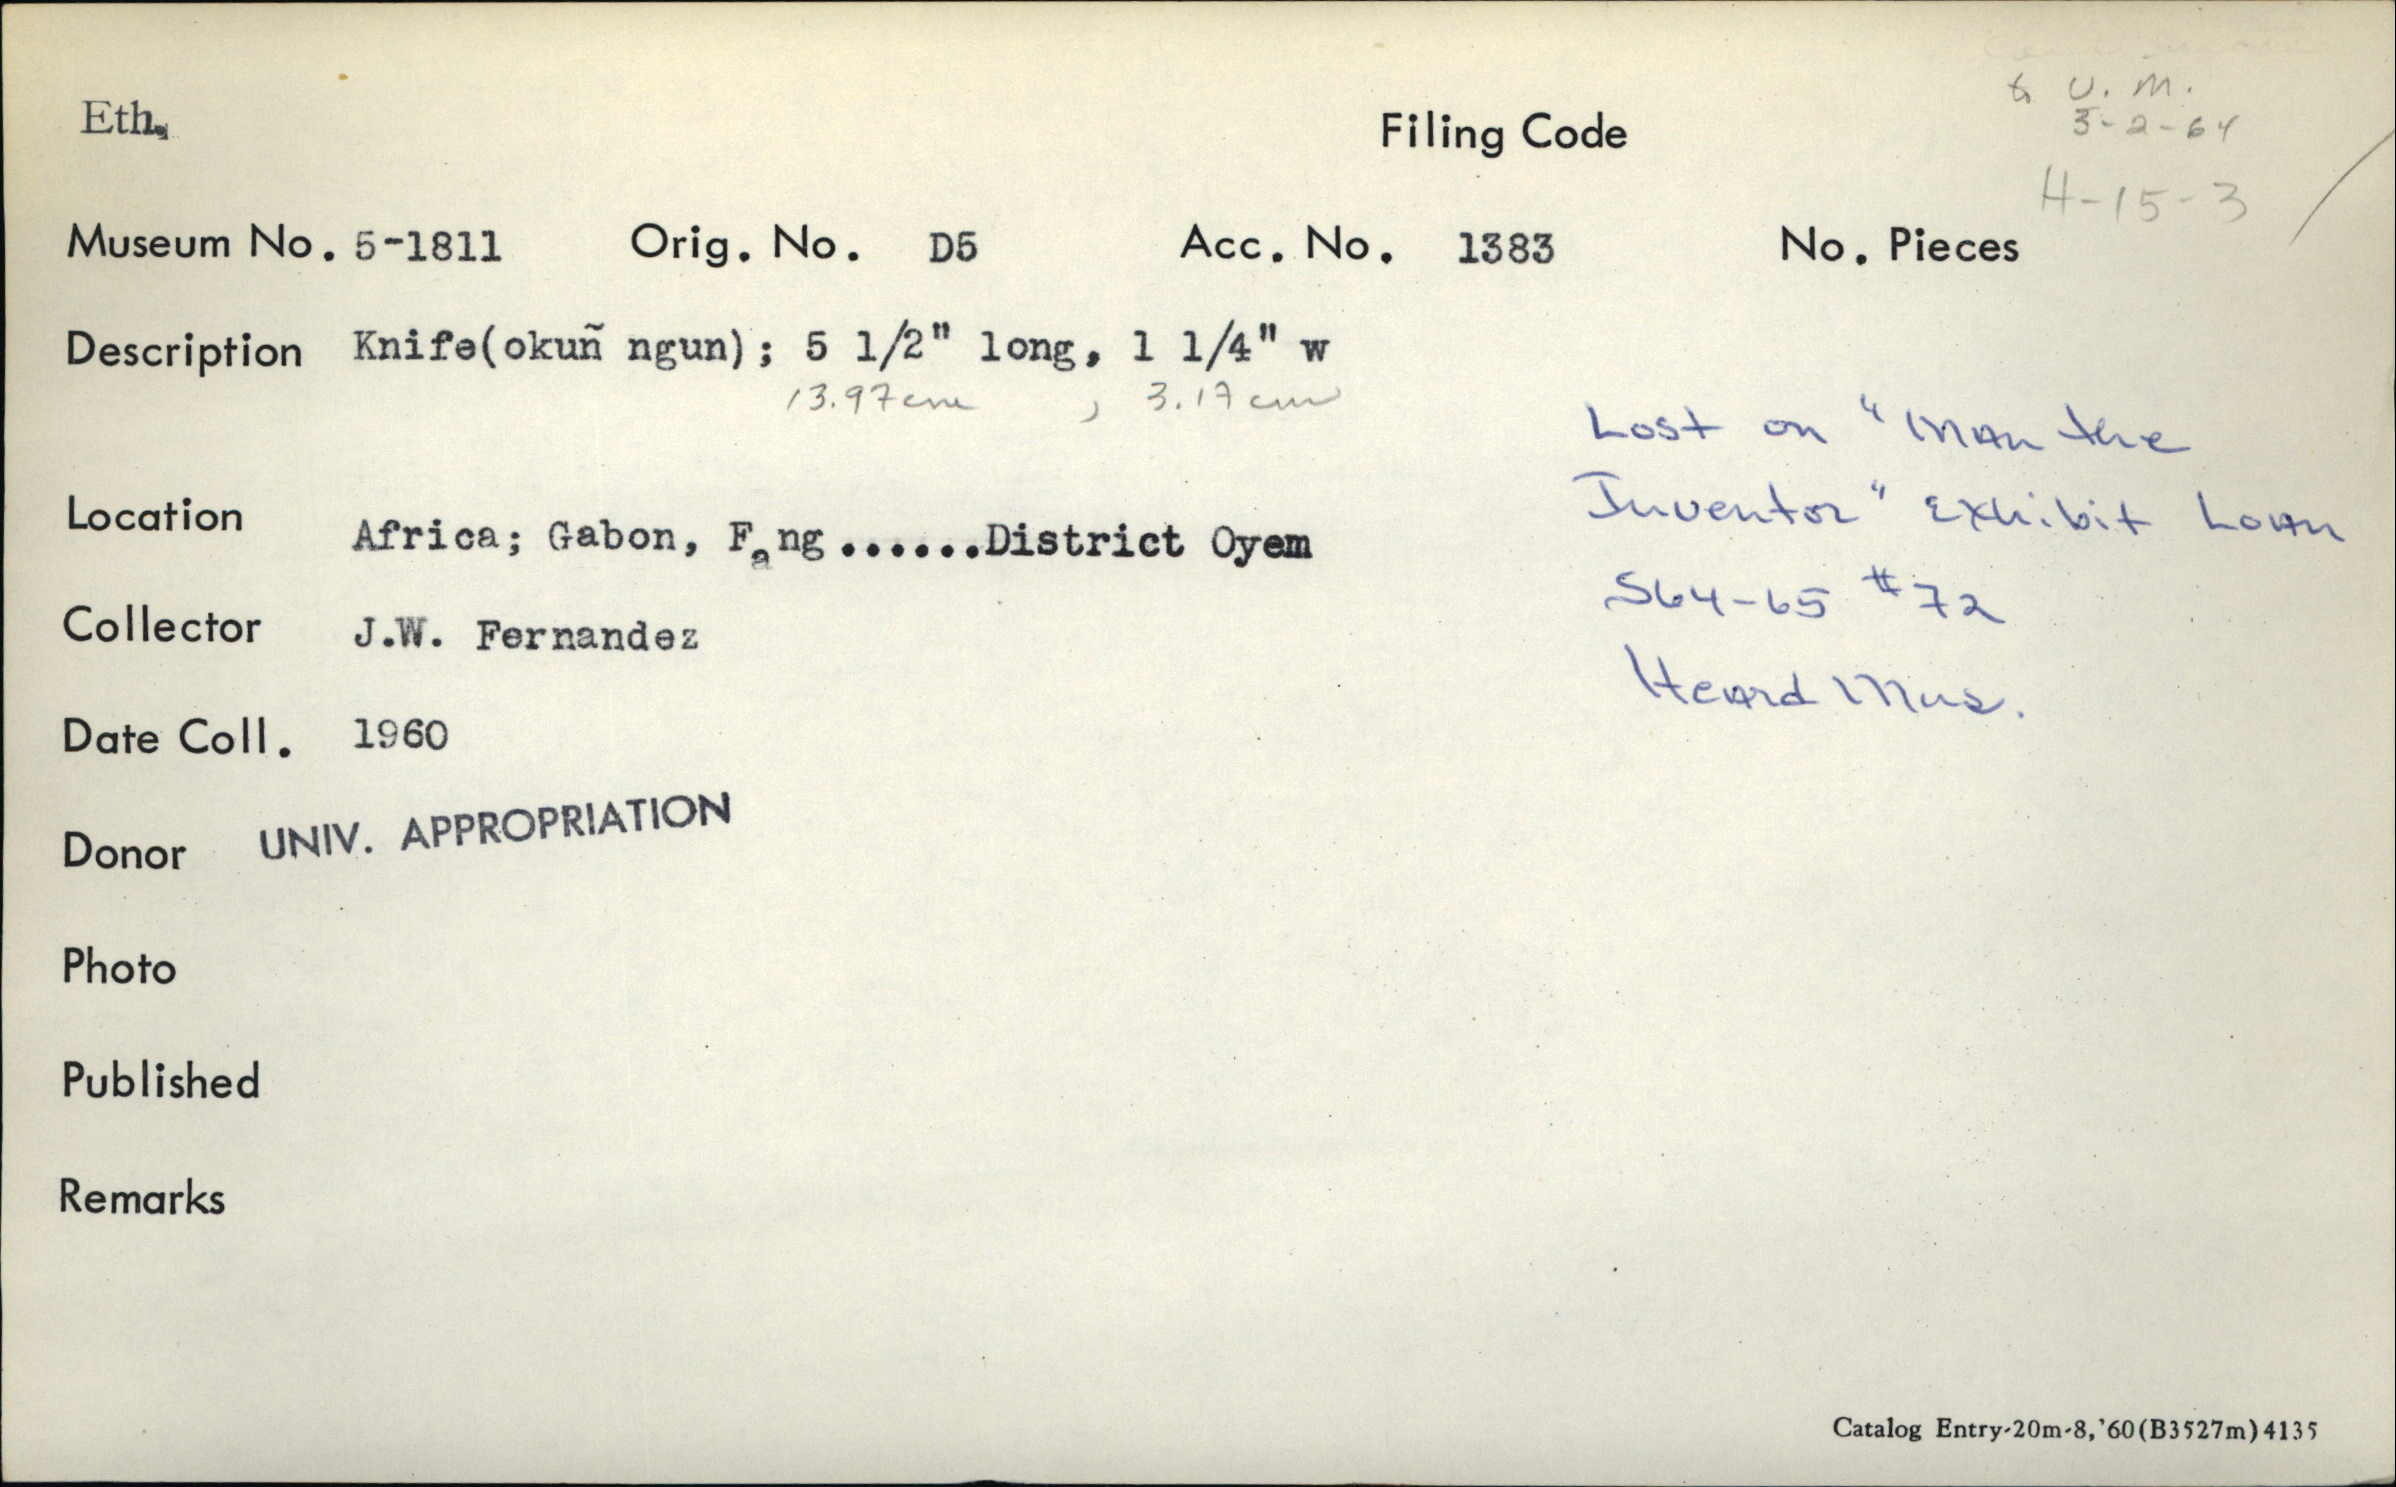 to U.M.
5-2-64
Eth.
Filing Code
H-15-3
Museum No. 5-1811 Orig. No. D5 Acc. No. 1383 No. Pieces
Description Knife(okuñ ngun); 5 1/2" long, 1 1/4" w
13.97cm , 3.17cm
Lost on "Man the
Inventor" Exhibit Loan
S64-65 #72
Heard Mus.
Location Africa; Gabon, Fang ......District Oyem
Collector J.W. Fernandez
Date Coll. 1960
Donor UNIV. APPROPRIATION
Photo
Published
Remarks
Catalog Entry-20m-8,'60(B3527m)4135